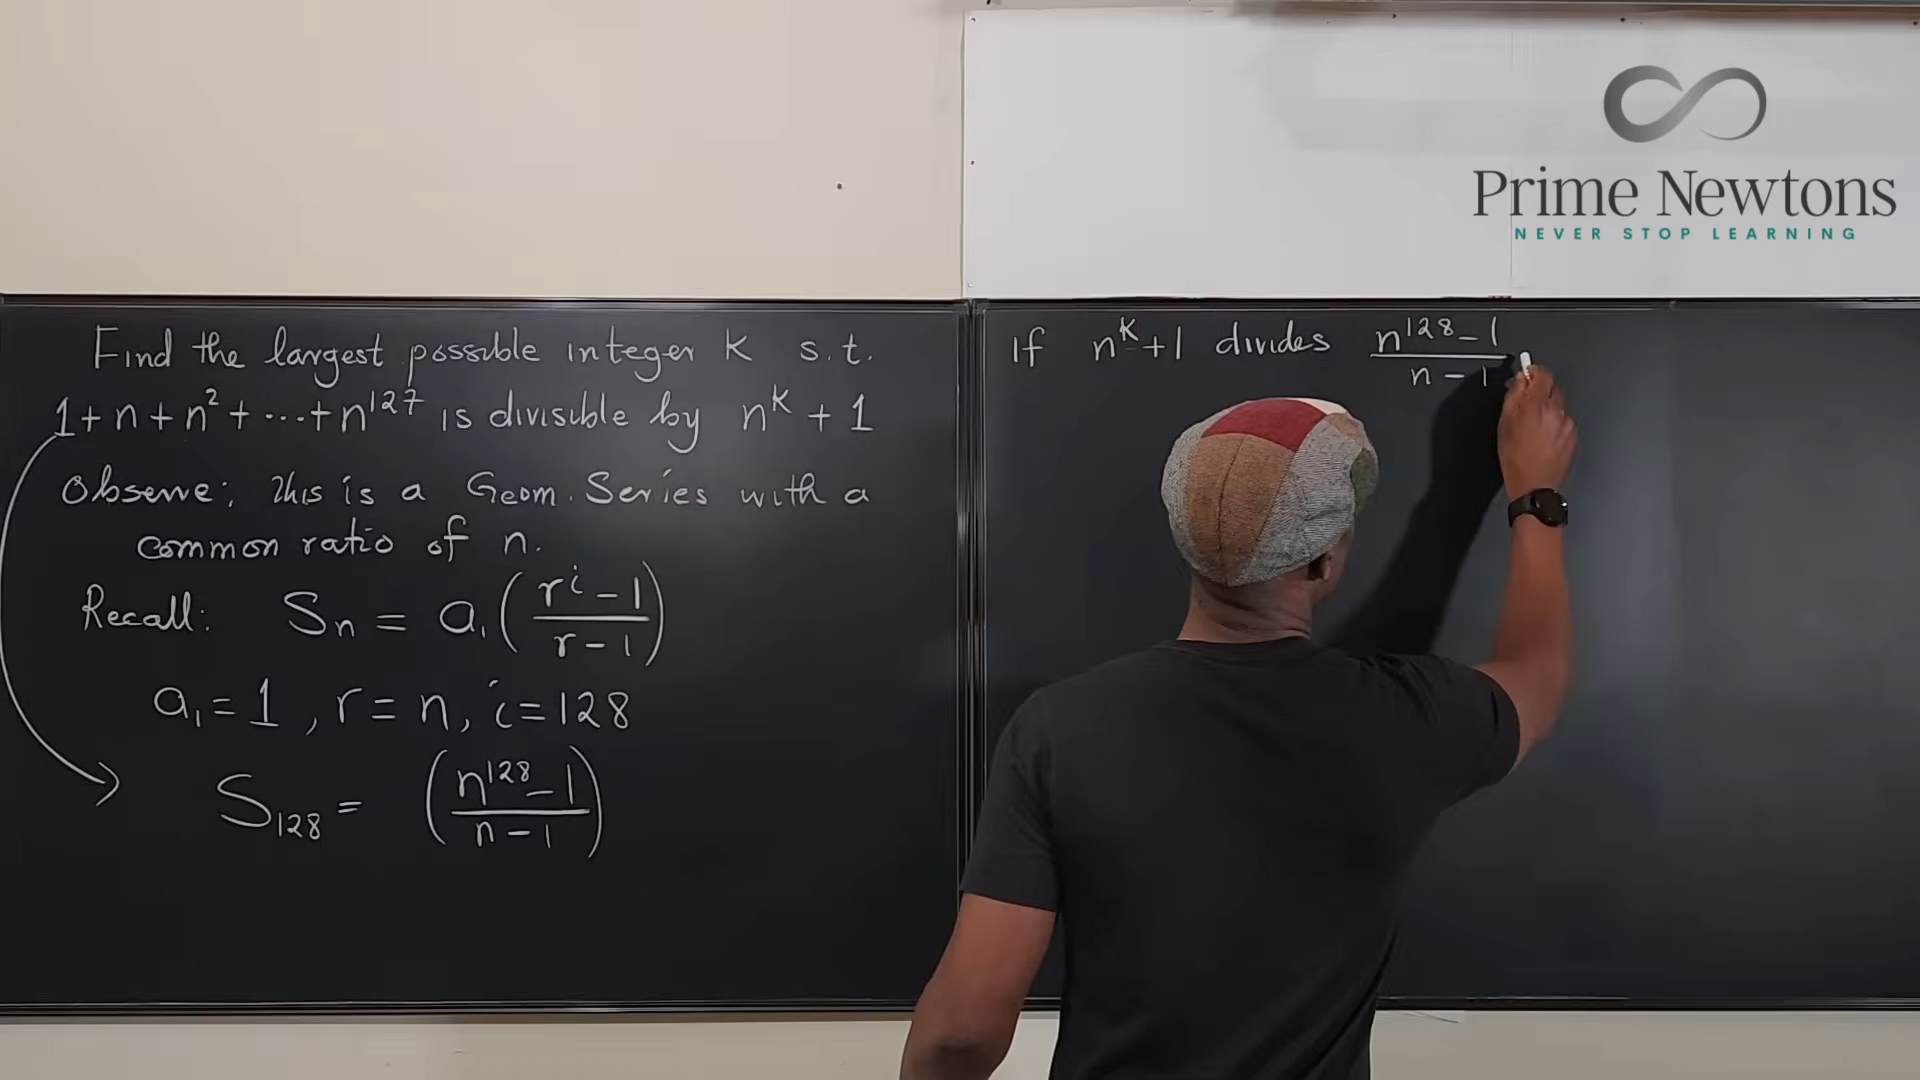 Prime Newtons
NEVER STOP LEARNING
Find the largest possible integer K s.t.
1+n+n²+...+n¹²⁷ is divisible by n^K + 1
Observe: This is a Geom. Series with a
common ratio of n.
Recall: Sₙ = a₁((rⁱ - 1)/(r - 1))
a₁ = 1, r = n, i = 128
S₁₂₈ = ((n¹²⁸ - 1)/(n - 1))
If n^K + 1 divides (n¹²⁸ - 1)/(n - 1)